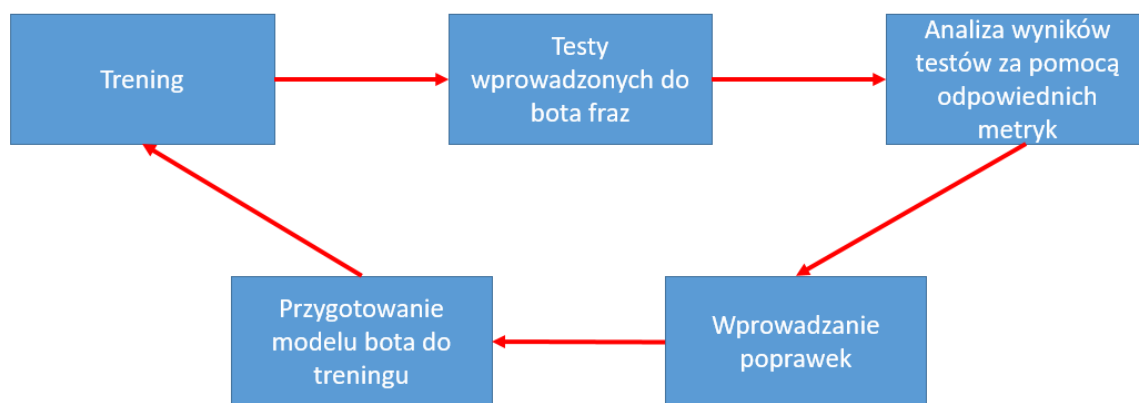 Trening
Testy
wprowadzonych do
bota fraz
Analiza wyników
testów za pomocą
odpowiednich
metryk
Przygotowanie
modelu bota do
treningu
Wprowadzanie
poprawek